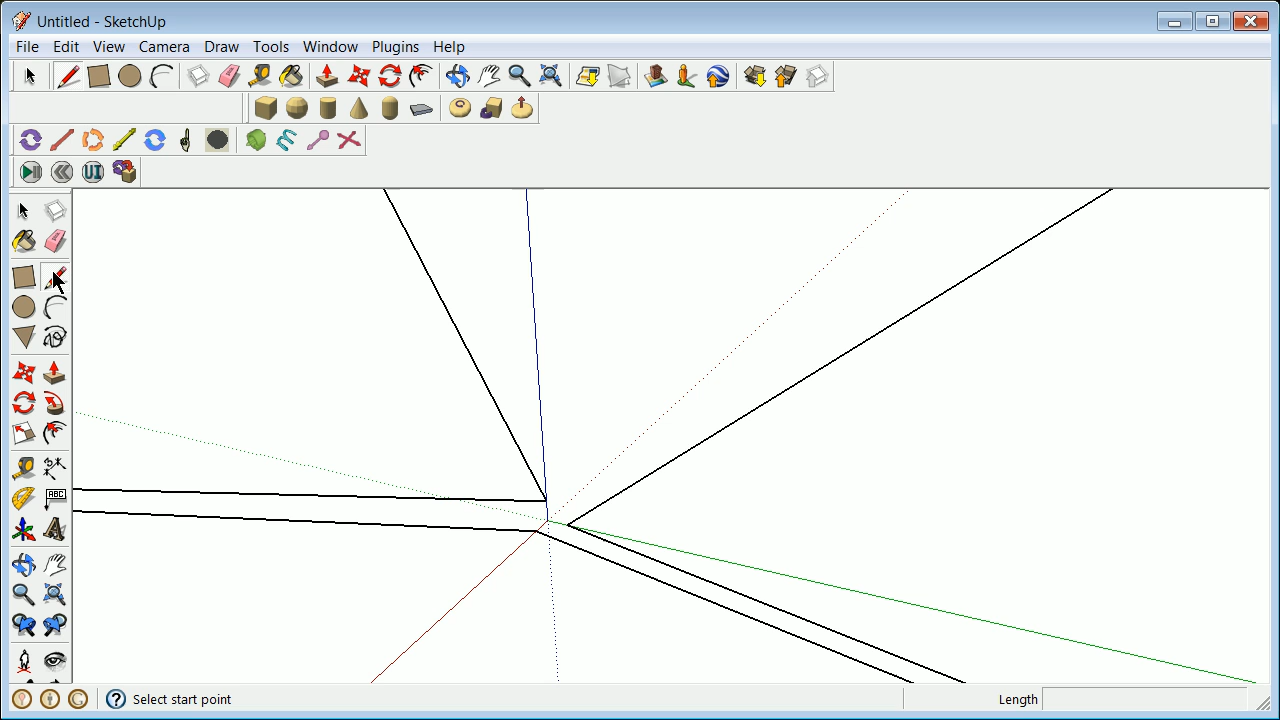 Untitled - SketchUp
File Edit View Camera Draw Tools Window Plugins Help
UI
ABC
Select start point
Length